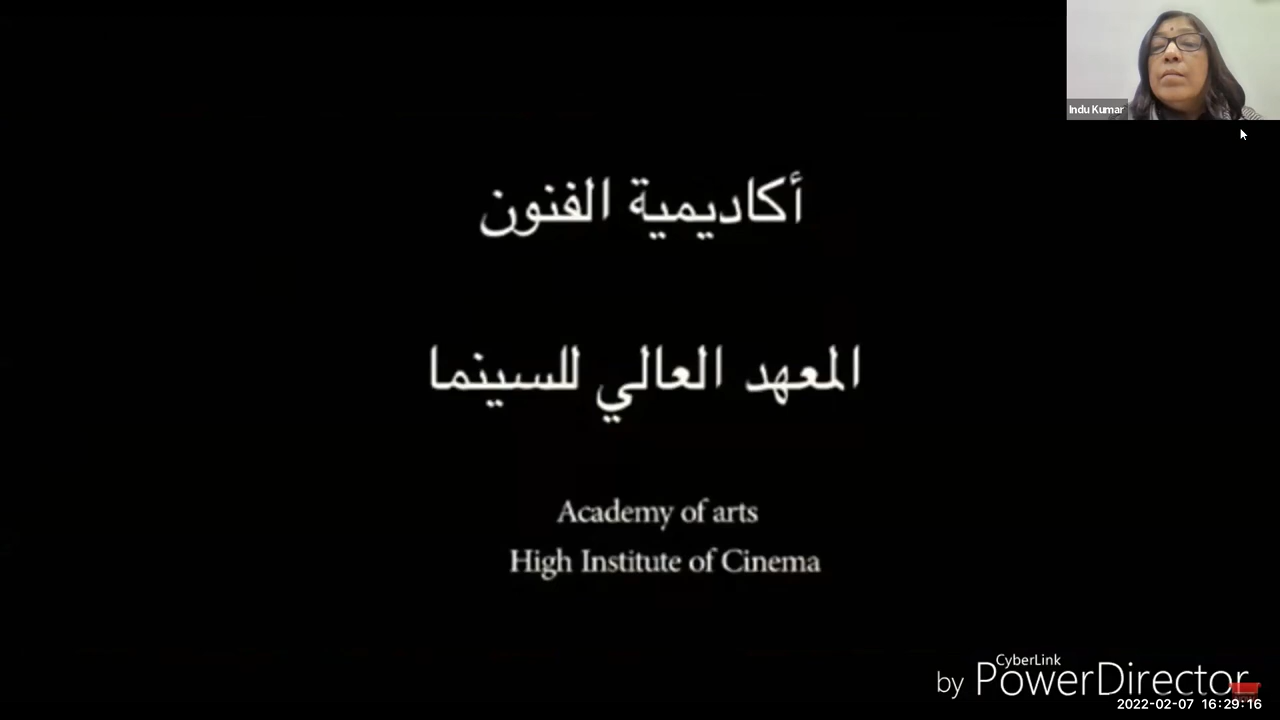 Indu Kumar
أكاديمية الفنون
المعهد العالي للسينما
Academy of arts
High Institute of Cinema
CyberLink
by PowerDirector
2022-02-07 16:29:16